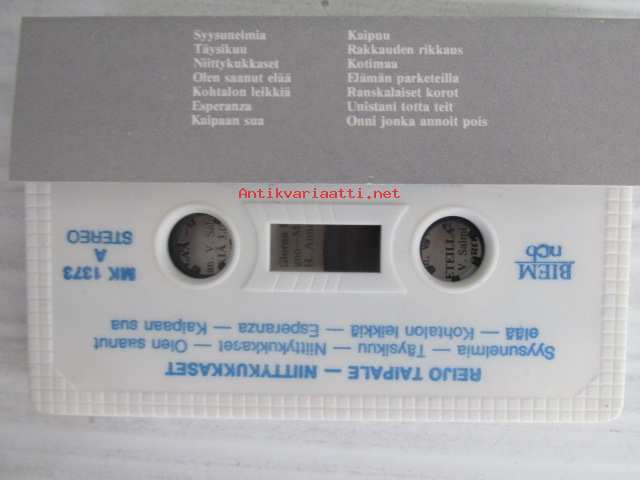 Syysunelmia
Täysikuu
Niittykukkaset
Olen saanut elää
Kohtalon leikkiä
Esperanza
Kaipaan sua
Kaipuu
Rakkauden rikkaus
Kotimaa
Elämän parketeilla
Ranskalaiset korot
Unistani totta teit
Onni jonka annoit pois
Antikvariaatti.net
REIJO TAIPALE — NIITTYKUKKASET
Syysunelmia — Täysikuu — Niittykukkaset — Olen saanut
elää — Kohtalon leikkiä — Esperanza — Kaipaan sua
BIEM
nCb
MK 1373
A
STEREO